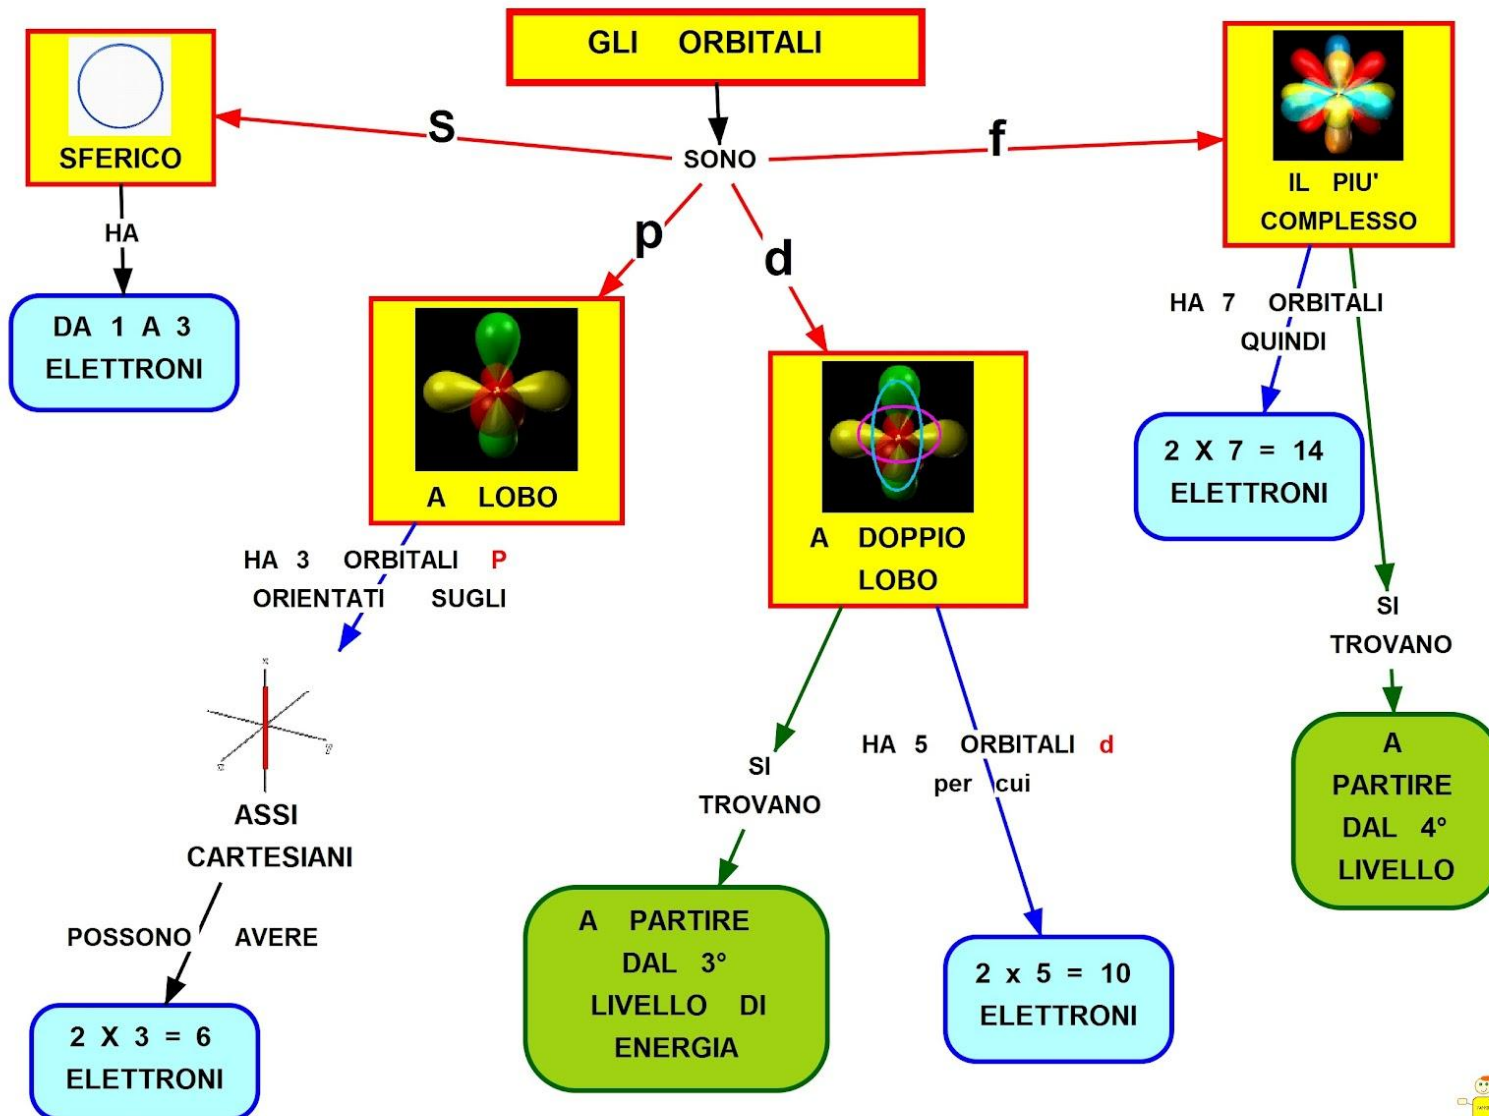 GLI ORBITALI
SONO
S
p
d
f
SFERICO
HA
DA 1 A 3
ELETTRONI
A LOBO
HA 3 ORBITALI P
ORIENTATI SUGLI
ASSI
CARTESIANI
POSSONO AVERE
2 X 3 = 6
ELETTRONI
A DOPPIO
LOBO
SI
TROVANO
A PARTIRE
DAL 3°
LIVELLO DI
ENERGIA
HA 5 ORBITALI d
per cui
2 x 5 = 10
ELETTRONI
IL PIU'
COMPLESSO
HA 7 ORBITALI
QUINDI
2 X 7 = 14
ELETTRONI
SI
TROVANO
A
PARTIRE
DAL 4°
LIVELLO